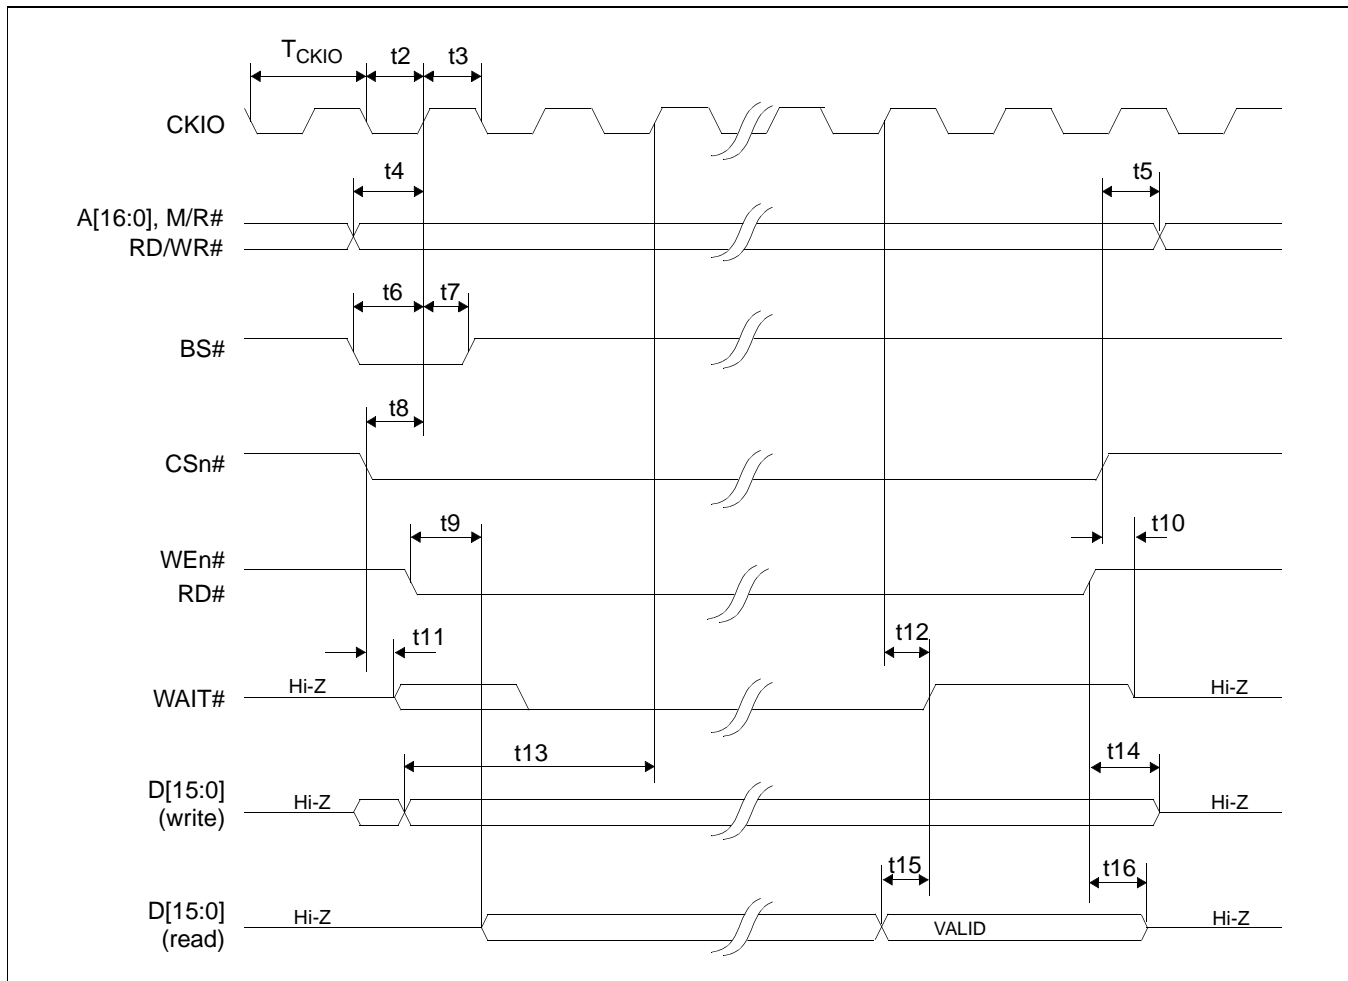 TCKIO
t2
t3
CKIO
t4
t5
A[16:0], M/R#
RD/WR#
t6
t7
BS#
t8
CSn#
t9
t10
WEn#
RD#
t11
t12
WAIT#
Hi-Z
Hi-Z
t13
t14
D[15:0]
(write)
Hi-Z
Hi-Z
t15
t16
D[15:0]
(read)
Hi-Z
VALID
Hi-Z